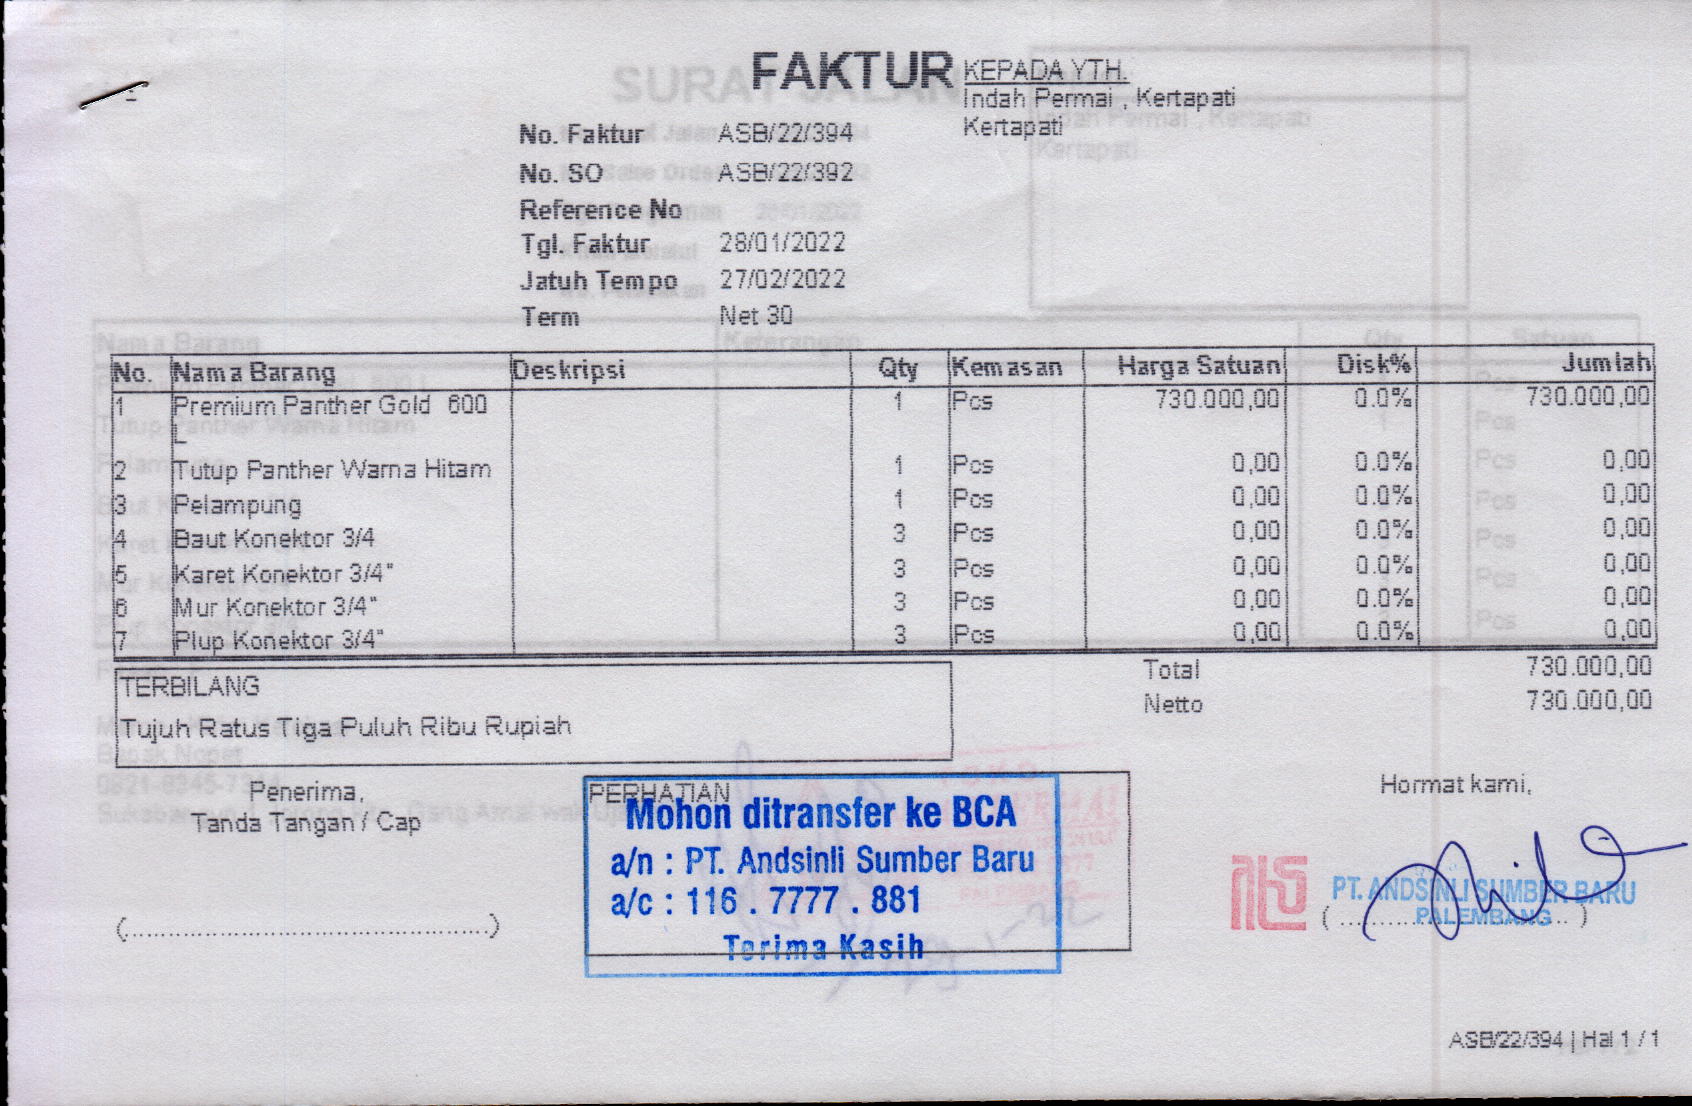 FAKTUR
KEPADA YTH.
Indah Permai , Kertapati
Kertapati
No. Faktur ASB/22/394
No. SO ASB/22/392
Reference No
Tgl. Faktur 28/01/2022
Jatuh Tempo 27/02/2022
Term Net 30
No. Nama Barang Deskripsi Qty Kemasan Harga Satuan Disk% Jumlah
1 Premium Panther Gold 600 1 Pcs 730.000,00 0.0% 730.000,00
L
2 Tutup Panther Warna Hitam 1 Pcs 0,00 0.0% 0,00
3 Pelampung 1 Pcs 0,00 0.0% 0,00
4 Baut Konektor 3/4 3 Pcs 0,00 0.0% 0,00
5 Karet Konektor 3/4" 3 Pcs 0,00 0.0% 0,00
6 Mur Konektor 3/4" 3 Pcs 0,00 0.0% 0,00
7 Plup Konektor 3/4" 3 Pcs 0,00 0.0% 0,00
Total 730.000,00
Netto 730.000,00
TERBILANG
Tujuh Ratus Tiga Puluh Ribu Rupiah
Penerima,
Tanda Tangan / Cap
(............................................)
PERHATIAN
Mohon ditransfer ke BCA
a/n : PT. Andsinli Sumber Baru
a/c : 116 . 7777 . 881
Terima Kasih
Hormat kami,
PT. ANDSINLI SUMBER BARU
PALEMBANG
ASB/22/394 | Hal 1 / 1